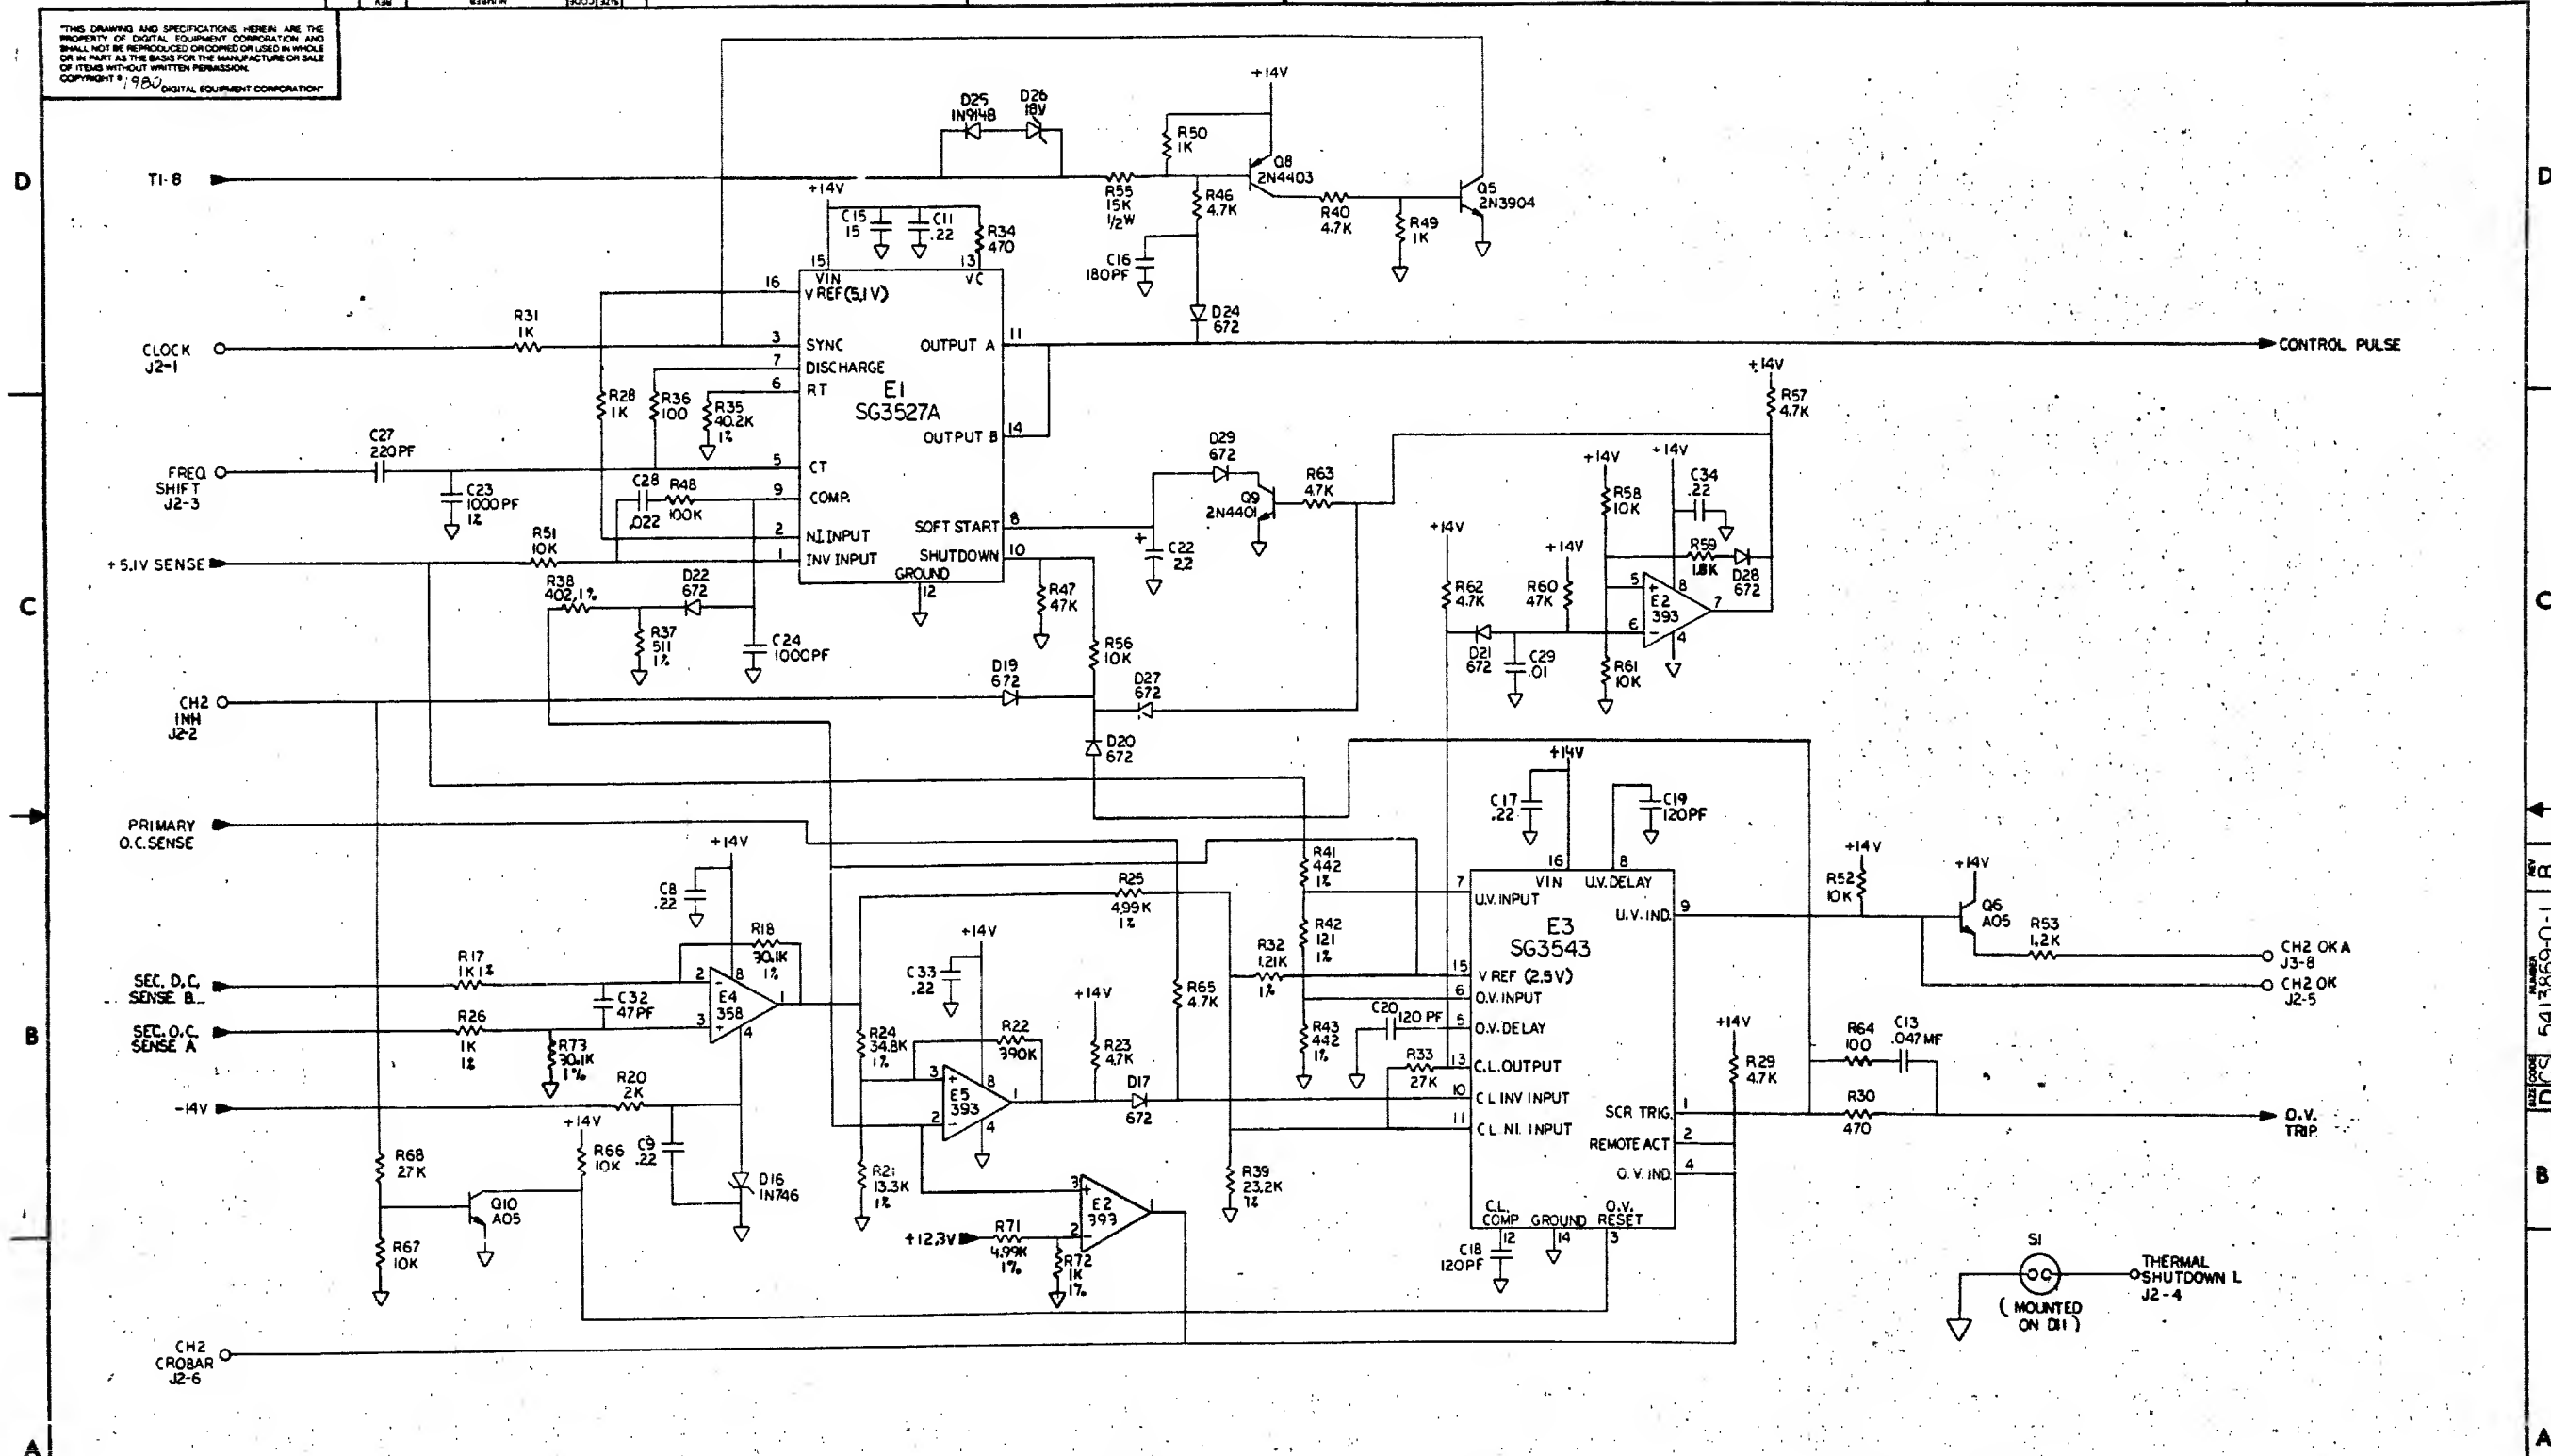 "THIS DRAWING AND SPECIFICATIONS, HEREIN, ARE THE
PROPERTY OF DIGITAL EQUIPMENT CORPORATION AND
SHALL NOT BE REPRODUCED OR COPIED OR USED IN WHOLE
OR IN PART AS THE BASIS FOR THE MANUFACTURE OR SALE
OF ITEMS WITHOUT WRITTEN PERMISSION.
COPYRIGHT © 1980 DIGITAL EQUIPMENT CORPORATION"
REV
NUMBER
SIZE CODE
D
D
C
C
B
B
A
A
T1-8
D25
1N914B
D26
18V
+14V
R50
1K
Q8
2N4403
R55
15K
1/2W
R46
4.7K
R40
4.7K
R49
1K
Q5
2N3904
C16
180PF
D24
672
+14V
C15
15
C11
.22
R34
470
15
VIN
13
VC
16
V REF (5.1V)
3
SYNC
7
DISCHARGE
6
RT
5
CT
9
COMP.
2
N.I. INPUT
1
INV INPUT
OUTPUT A
11
E1
SG3527A
OUTPUT B
14
SOFT START
8
SHUTDOWN
10
GROUND
12
CONTROL PULSE
CLOCK
J2-1
R31
1K
R28
1K
R36
100
R35
40.2K
1%
FREQ
SHIFT
J2-3
C27
220PF
C23
1000PF
1%
C28
.022
R48
100K
+5.1V SENSE
R51
10K
R38
402,1%
D22
672
R37
511
1%
C24
1000PF
D29
672
Q9
2N4401
R63
4.7K
C22
2.2
R47
47K
R56
10K
+14V
R57
4.7K
+14V
R58
10K
+14V
C34
.22
R59
1.8K
D28
672
+14V
R62
4.7K
+14V
R60
47K
D21
672
C29
.01
R61
10K
5
6
8
E2
393
7
4
CH2
INH
J2-2
D19
672
D27
672
D20
672
PRIMARY
O.C.SENSE
+14V
C17
.22
C19
120PF
R41
442
1%
R42
121
1%
R43
442
1%
R32
1.21K
1%
R25
4.99K
1%
R65
4.7K
16
VIN
8
U.V. DELAY
7
U.V. INPUT
E3
SG3543
U.V. IND.
9
15
V REF (2.5V)
6
O.V. INPUT
5
O.V. DELAY
13
C.L. OUTPUT
10
C L INV INPUT
11
C L N.I. INPUT
SCR TRIG.
1
REMOTE ACT
2
O.V. IND.
4
C.L.
COMP
12
GROUND
14
O.V.
RESET
3
C20
120 PF
R33
27K
C18
120PF
+14V
R52
10K
+14V
Q6
A05
R53
1.2K
CH2 OK A
J3-8
CH2 OK
J2-5
+14V
R29
4.7K
R64
100
C13
.047MF
R30
470
O.V.
TRIP
+14V
C8
.22
R18
30.1K
1%
SEC. D.C.
SENSE B
R17
1K 1%
C32
47PF
SEC. O.C.
SENSE A
R26
1K
1%
R73
30.1K
1%
2
3
8
E4
358
1
4
-14V
R20
2K
C9
.22
D16
1N746
R24
34.8K
1%
R21
13.3K
1%
+14V
C33
.22
R22
390K
+14V
R23
4.7K
D17
672
3
2
8
E5
393
1
4
R68
27K
R67
10K
Q10
A05
+14V
R66
10K
+12.3V
R71
4.99K
1%
R72
1K
1%
3
2
E2
393
1
R39
23.2K
1%
CH2
CROBAR
J2-6
S1
(MOUNTED
ON D11)
THERMAL
SHUTDOWN L
J2-4
REV
B
NUMBER
5413869-0-1
SIZE CODE
D CS